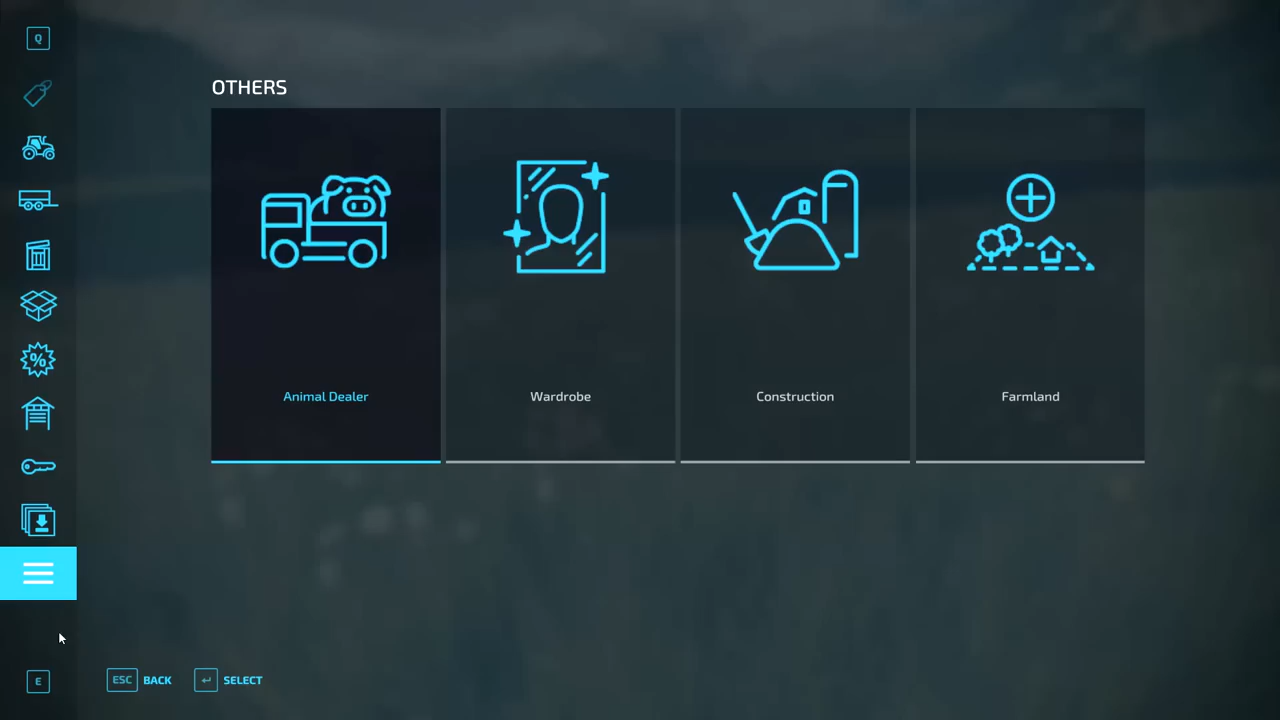 Q
OTHERS
Animal Dealer
Wardrobe
Construction
Farmland
%
E
ESC BACK ↵ SELECT